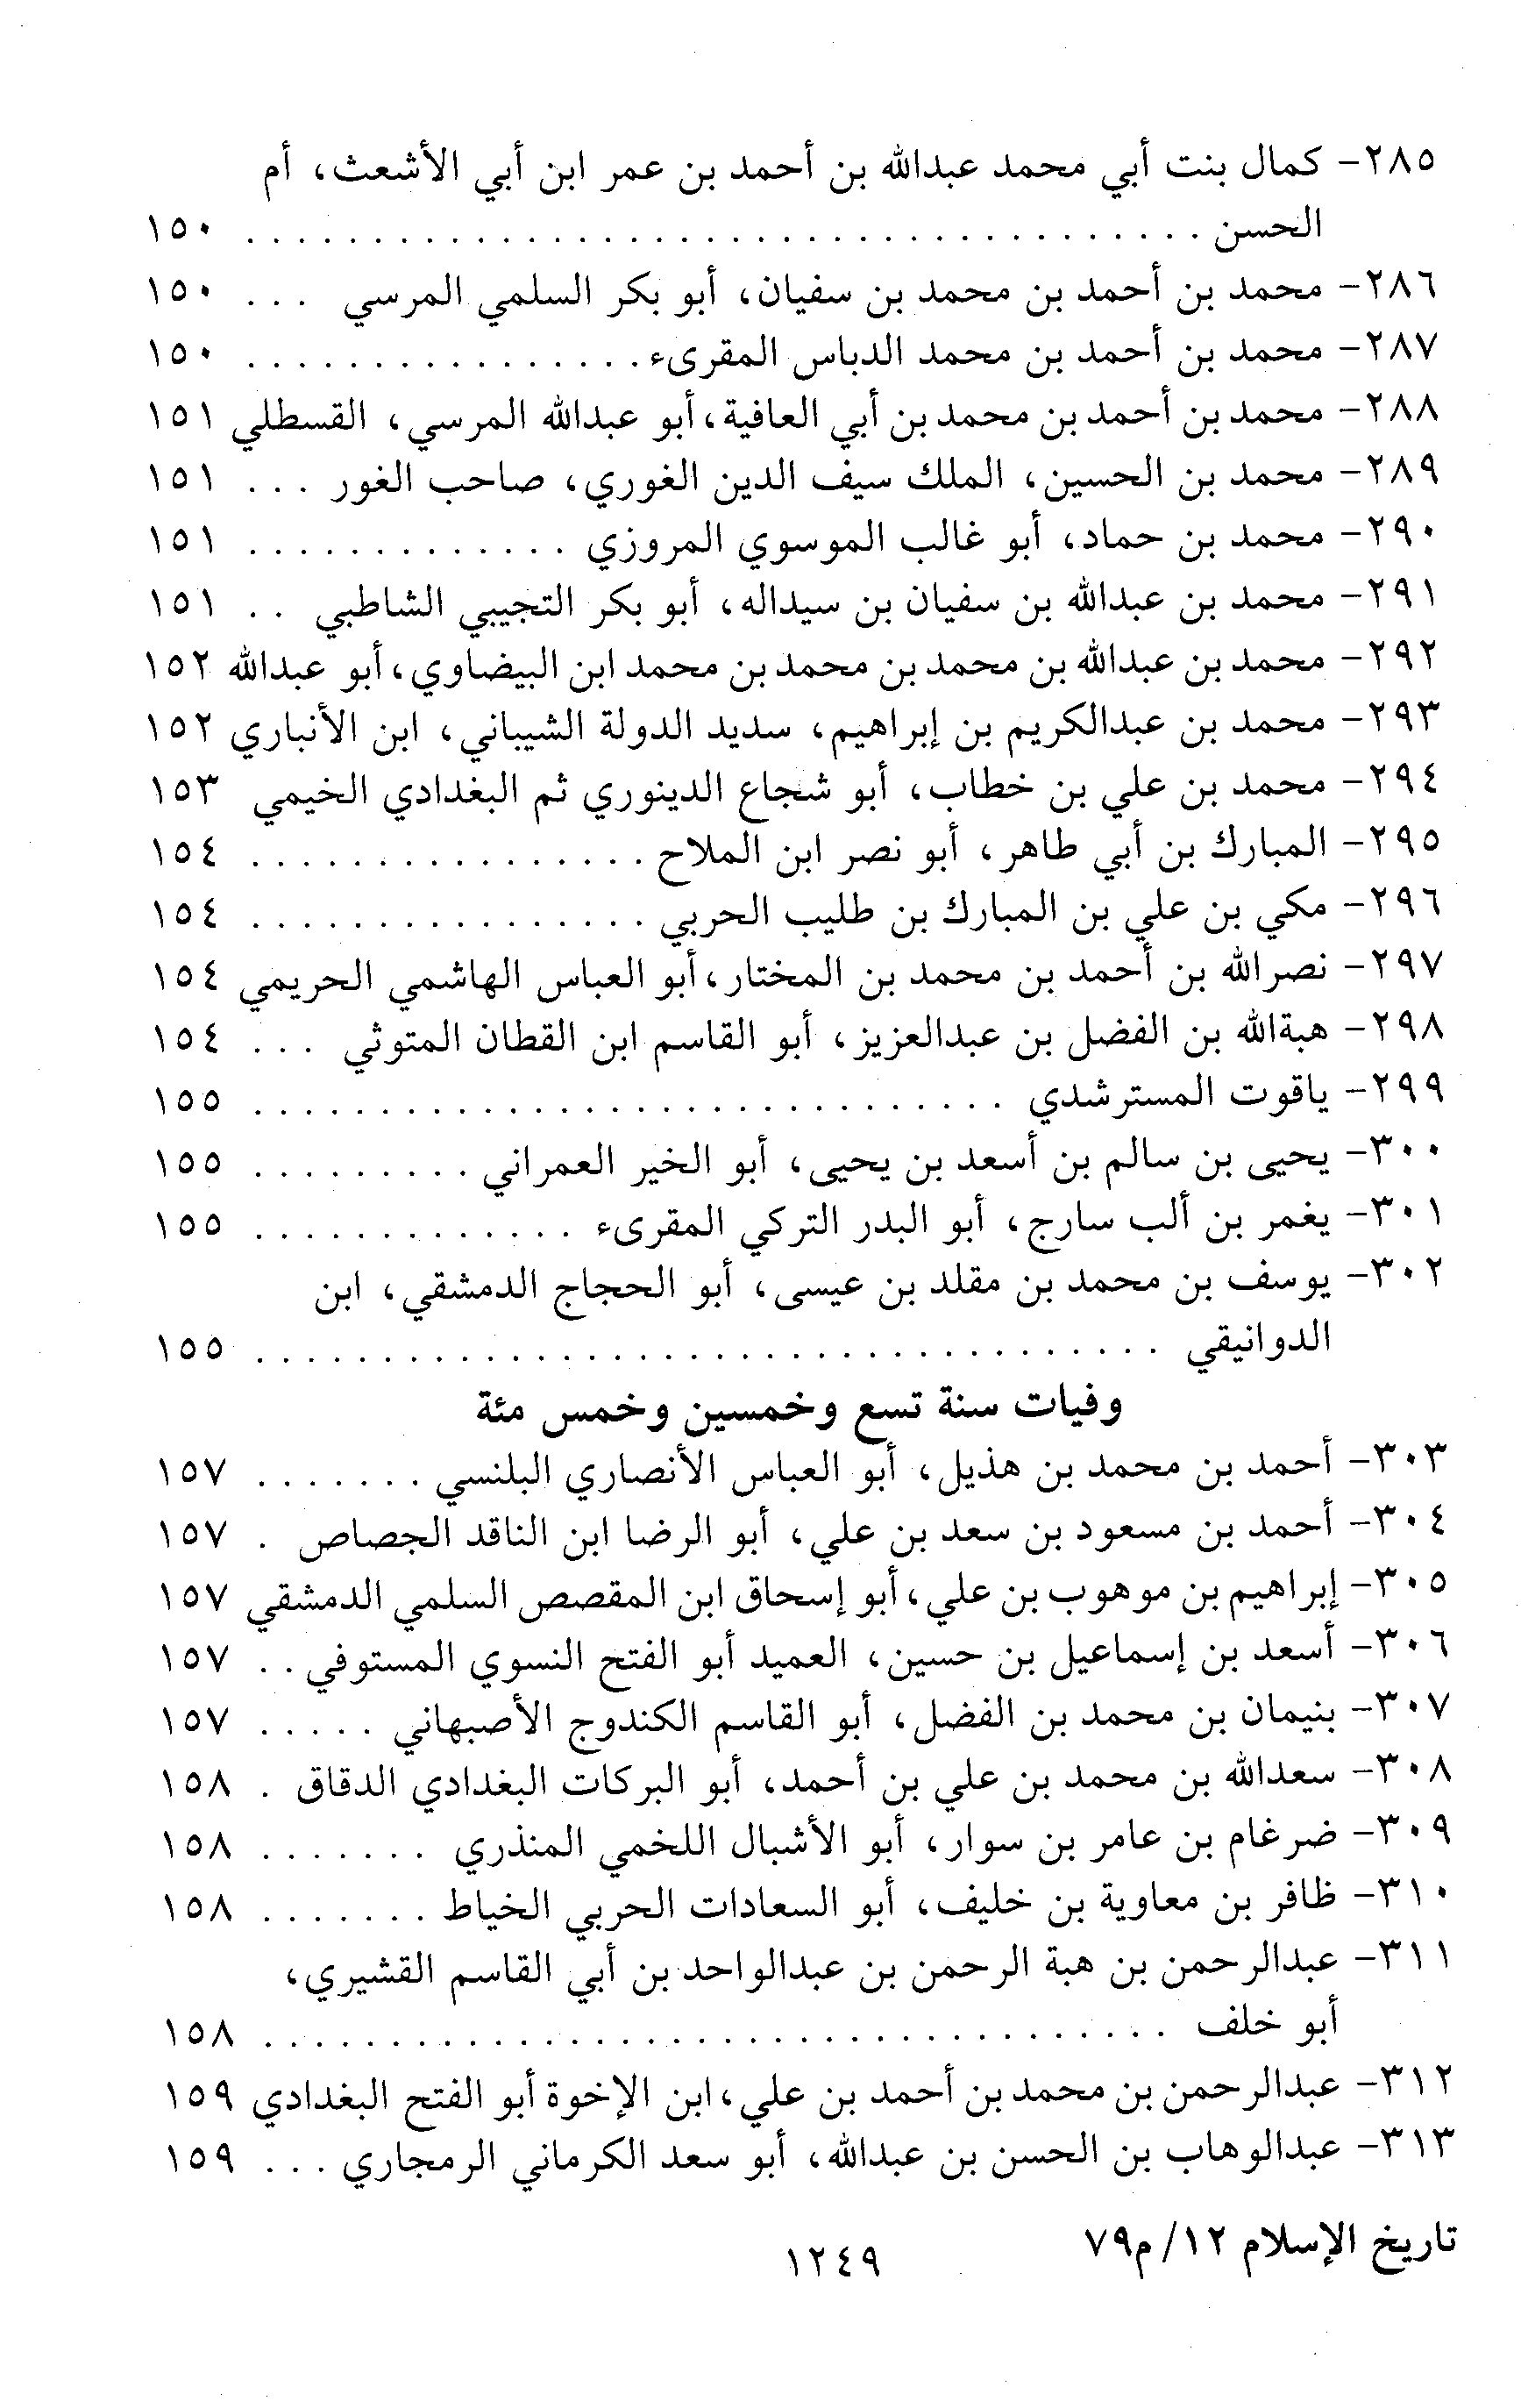 ٢٨٥- كمال بنت أبي محمد عبدالله بن أحمد بن عمر ابن أبي الأشعث، أم
الحسن . . . . . . . . . . . . . . . . . . . . . . . . . . . . . . . . . . . . . . ١٥٠
٢٨٦- محمد بن أحمد بن محمد بن سفيان، أبو بكر السلمي المرسي . . . ١٥٠
٢٨٧- محمد بن أحمد بن محمد الدباس المقرىء . . . . . . . . . . . . . . . . ١٥٠
٢٨٨- محمد بن أحمد بن محمد بن أبي العافية، أبو عبدالله المرسي، القسطلي ١٥١
٢٨٩- محمد بن الحسين، الملك سيف الدين الغوري، صاحب الغور . . . ١٥١
٢٩٠- محمد بن حماد، أبو غالب الموسوي المروزي . . . . . . . . . . . . . ١٥١
٢٩١- محمد بن عبدالله بن سفيان بن سيداله، أبو بكر التجيبي الشاطبي . . ١٥١
٢٩٢- محمد بن عبدالله بن محمد بن محمد بن محمد ابن البيضاوي، أبو عبدالله ١٥٢
٢٩٣- محمد بن عبدالكريم بن إبراهيم، سديد الدولة الشيباني، ابن الأنباري ١٥٢
٢٩٤- محمد بن علي بن خطاب، أبو شجاع الدينوري ثم البغدادي الخيمي ١٥٣
٢٩٥- المبارك بن أبي طاهر، أبو نصر ابن الملاح . . . . . . . . . . . . . . . . ١٥٤
٢٩٦- مكي بن علي بن المبارك بن طليب الحربي . . . . . . . . . . . . . . . . ١٥٤
٢٩٧- نصرالله بن أحمد بن محمد بن المختار، أبو العباس الهاشمي الحريمي ١٥٤
٢٩٨- هبةالله بن الفضل بن عبدالعزيز، أبو القاسم ابن القطان المتوثي . . . ١٥٤
٢٩٩- ياقوت المسترشدي . . . . . . . . . . . . . . . . . . . . . . . . . . . . . . ١٥٥
٣٠٠- يحيى بن سالم بن أسعد بن يحيى، أبو الخير العمراني . . . . . . . . . ١٥٥
٣٠١- يغمر بن ألب سارج، أبو البدر التركي المقرىء . . . . . . . . . . . . . ١٥٥
٣٠٢- يوسف بن محمد بن مقلد بن عيسى، أبو الحجاج الدمشقي، ابن
الدوانيقي . . . . . . . . . . . . . . . . . . . . . . . . . . . . . . . . . . . . ١٥٥
وفيات سنة تسع وخمسين وخمس مئة
٣٠٣- أحمد بن محمد بن هذيل، أبو العباس الأنصاري البلنسي . . . . . . . ١٥٧
٣٠٤- أحمد بن مسعود بن سعد بن علي، أبو الرضا ابن الناقد الجصاص . ١٥٧
٣٠٥- إبراهيم بن موهوب بن علي، أبو إسحاق ابن المقصص السلمي الدمشقي ١٥٧
٣٠٦- أسعد بن إسماعيل بن حسين، العميد أبو الفتح النسوي المستوفي . . ١٥٧
٣٠٧- بنيمان بن محمد بن الفضل، أبو القاسم الكندوج الأصبهاني . . . . . ١٥٧
٣٠٨- سعدالله بن محمد بن علي بن أحمد، أبو البركات البغدادي الدقاق . ١٥٨
٣٠٩- ضرغام بن عامر بن سوار، أبو الأشبال اللخمي المنذري . . . . . . . ١٥٨
٣١٠- ظافر بن معاوية بن خليف، أبو السعادات الحربي الخياط . . . . . . . ١٥٨
٣١١- عبدالرحمن بن هبة الرحمن بن عبدالواحد بن أبي القاسم القشيري،
أبو خلف . . . . . . . . . . . . . . . . . . . . . . . . . . . . . . . . . . . . ١٥٨
٣١٢- عبدالرحمن بن محمد بن أحمد بن علي، ابن الإخوة أبو الفتح البغدادي ١٥٩
٣١٣- عبدالوهاب بن الحسن بن عبدالله، أبو سعد الكرماني الرمجاري . . . ١٥٩
تاريخ الإسلام ١٢/ م٧٩
١٢٤٩